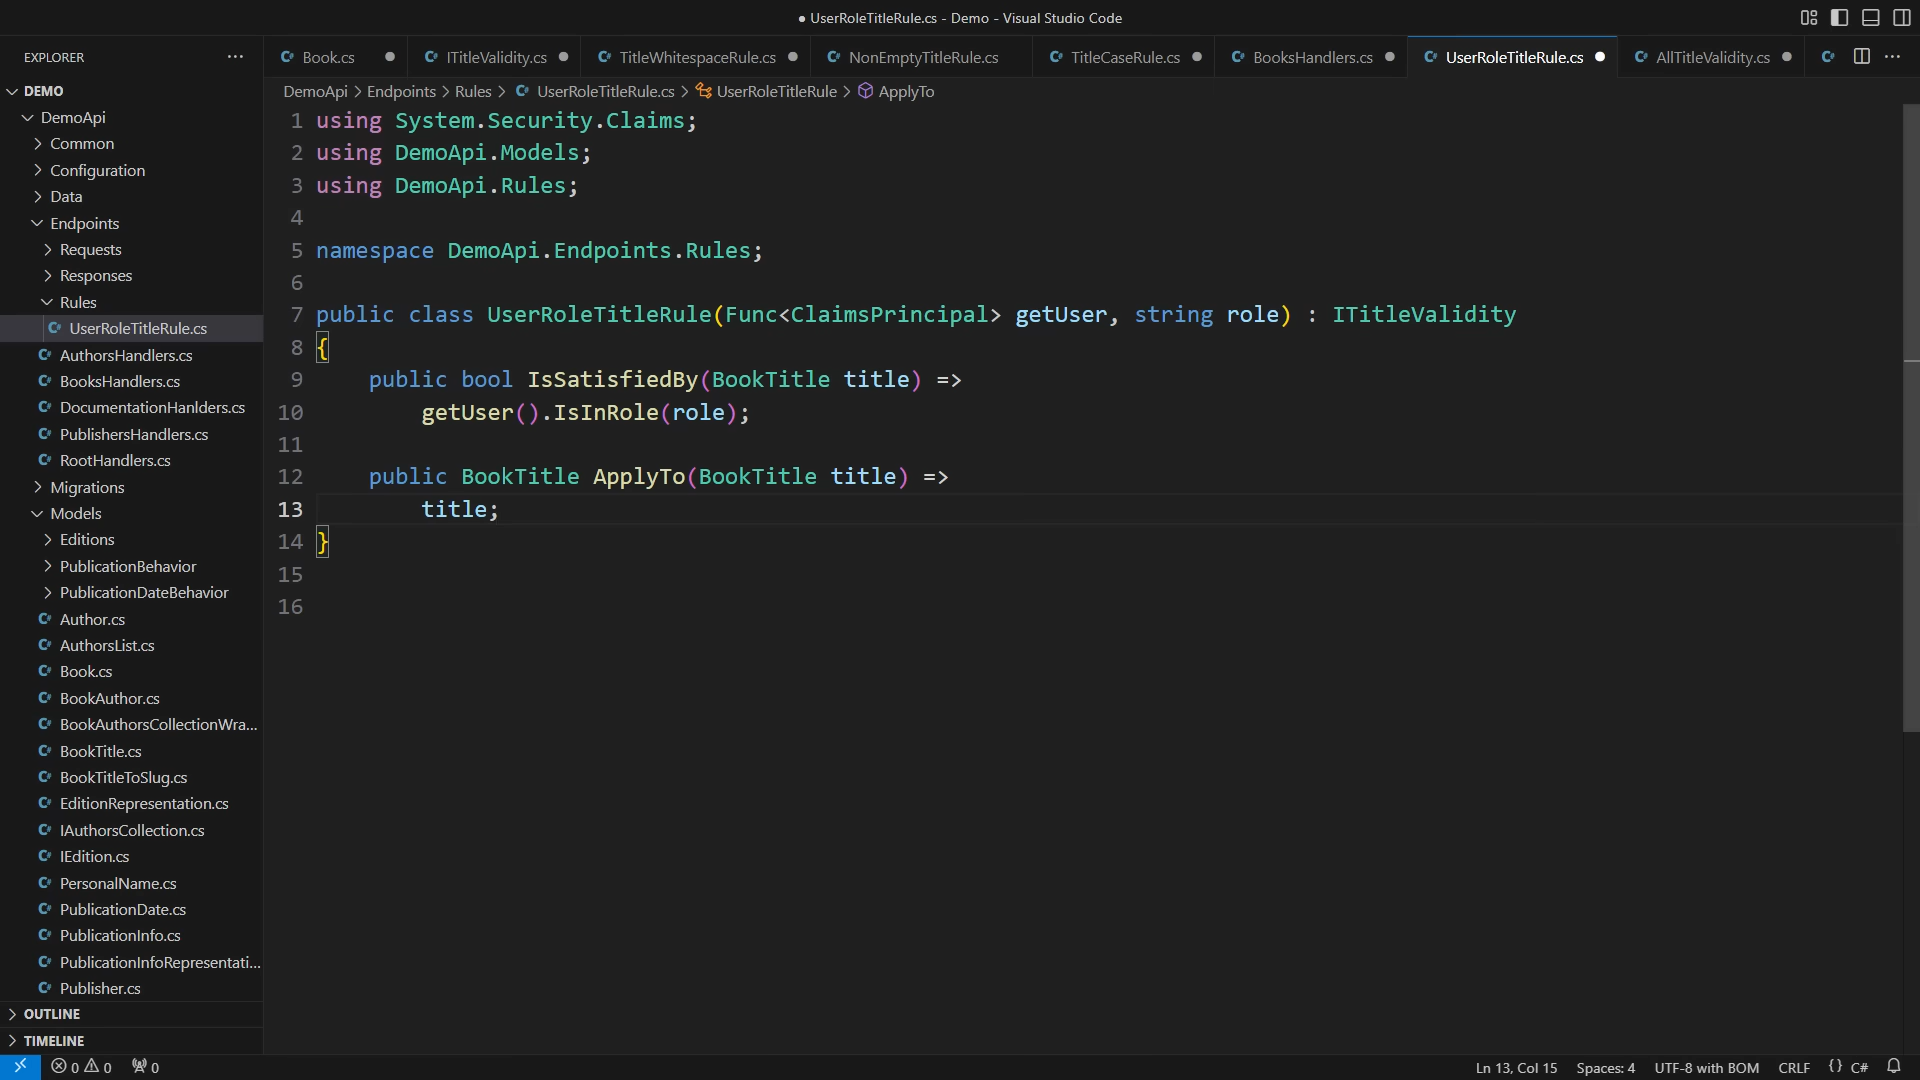 ● UserRoleTitleRule.cs - Demo - Visual Studio Code
EXPLORER
Book.cs
ITitleValidity.cs
TitleWhitespaceRule.cs
NonEmptyTitleRule.cs
TitleCaseRule.cs
BooksHandlers.cs
UserRoleTitleRule.cs
AllTitleValidity.cs
DemoApi > Endpoints > Rules > UserRoleTitleRule.cs > UserRoleTitleRule > ApplyTo
DEMO
DemoApi
Common
Configuration
Data
Endpoints
Requests
Responses
Rules
UserRoleTitleRule.cs
AuthorsHandlers.cs
BooksHandlers.cs
DocumentationHanlders.cs
PublishersHandlers.cs
RootHandlers.cs
Migrations
Models
Editions
PublicationBehavior
PublicationDateBehavior
Author.cs
AuthorsList.cs
Book.cs
BookAuthor.cs
BookAuthorsCollectionWra...
BookTitle.cs
BookTitleToSlug.cs
EditionRepresentation.cs
IAuthorsCollection.cs
IEdition.cs
PersonalName.cs
PublicationDate.cs
PublicationInfo.cs
PublicationInfoRepresentati...
Publisher.cs
OUTLINE
TIMELINE
1 using System.Security.Claims;
2 using DemoApi.Models;
3 using DemoApi.Rules;
4
5 namespace DemoApi.Endpoints.Rules;
6
7 public class UserRoleTitleRule(Func<ClaimsPrincipal> getUser, string role) : ITitleValidity
8 {
9     public bool IsSatisfiedBy(BookTitle title) =>
10         getUser().IsInRole(role);
11
12     public BookTitle ApplyTo(BookTitle title) =>
13         title;
14 }
15
16
0 0 0
Ln 13, Col 15 Spaces: 4 UTF-8 with BOM CRLF {} C#